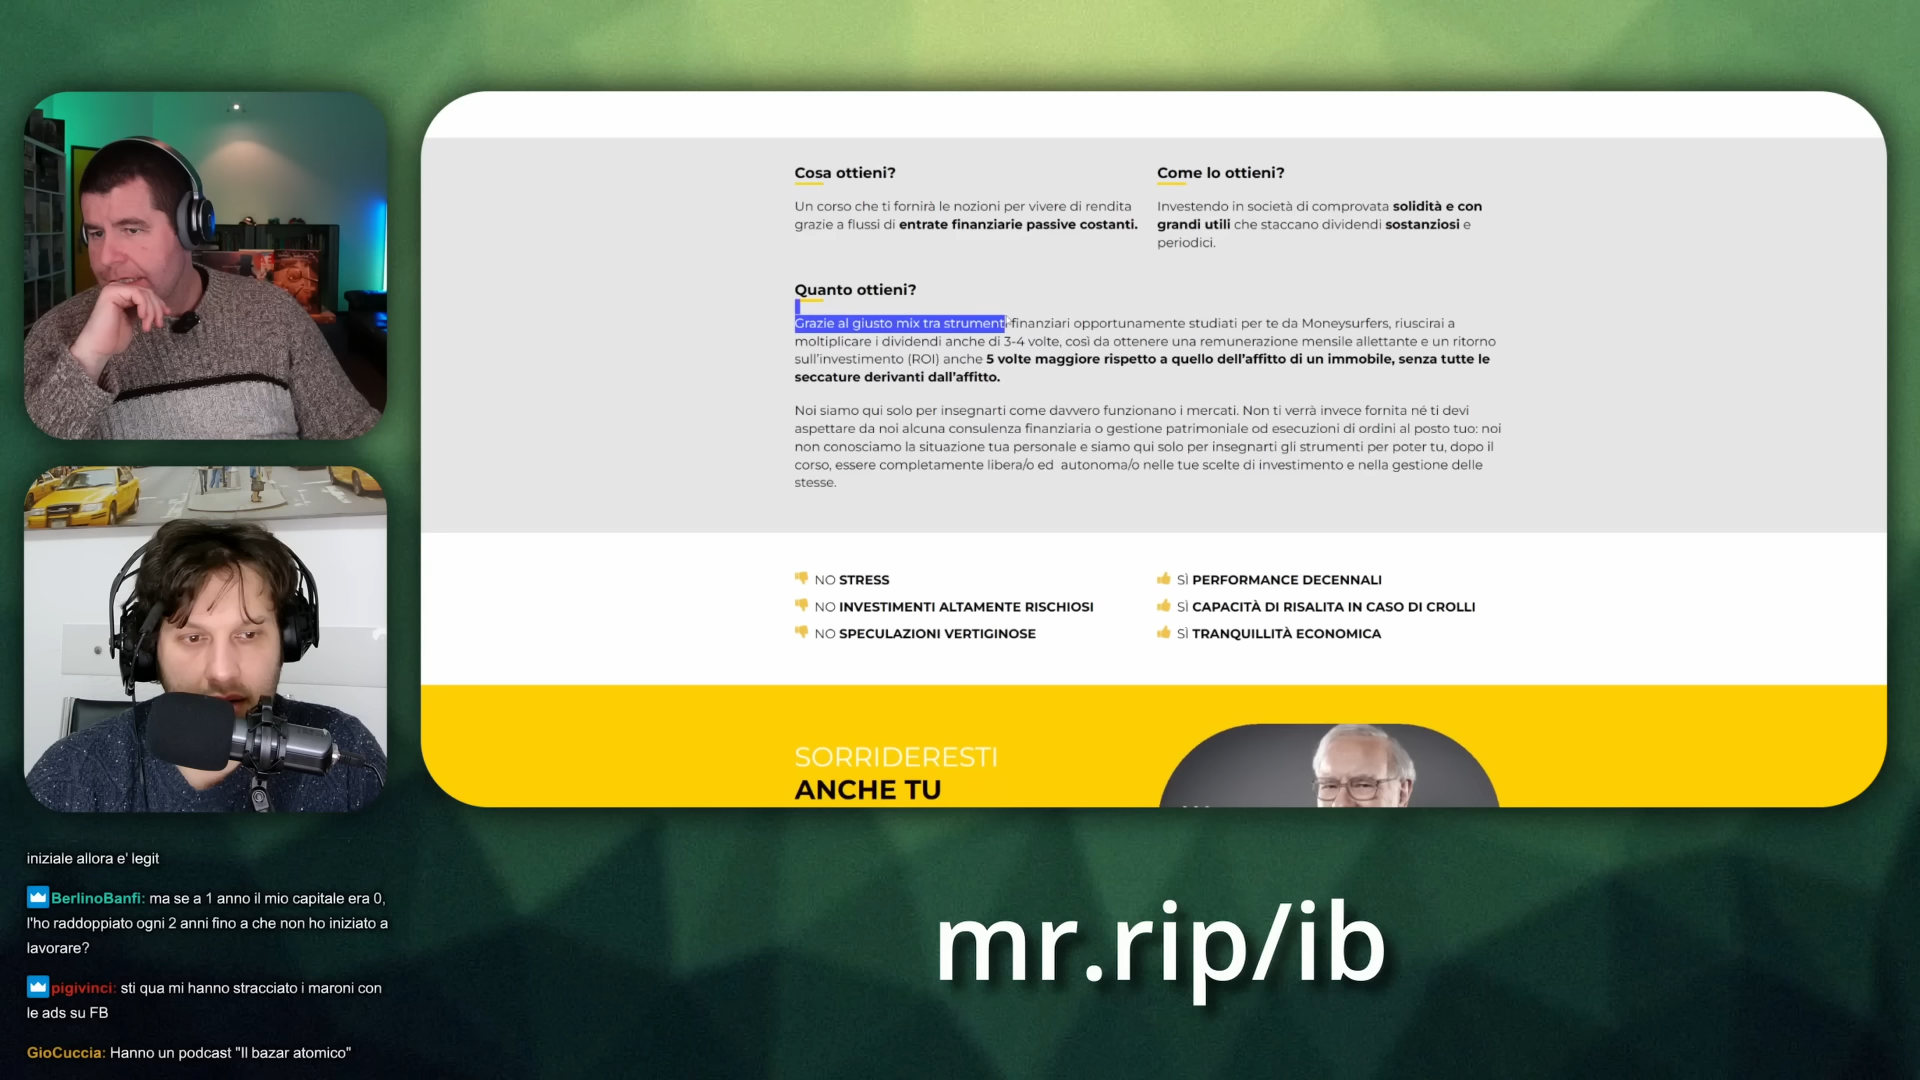 Cosa ottieni?
Un corso che ti fornirà le nozioni per vivere di rendita
grazie a flussi di entrate finanziarie passive costanti.
Come lo ottieni?
Investendo in società di comprovata solidità e con
grandi utili che staccano dividendi sostanziosi e
periodici.
Quanto ottieni?
Grazie al giusto mix tra strumenti finanziari opportunamente studiati per te da Moneysurfers, riuscirai a
moltiplicare i dividendi anche di 3-4 volte, così da ottenere una remunerazione mensile allettante e un ritorno
sull'investimento (ROI) anche 5 volte maggiore rispetto a quello dell'affitto di un immobile, senza tutte le
seccature derivanti dall'affitto.
Noi siamo qui solo per insegnarti come davvero funzionano i mercati. Non ti verrà invece fornita né ti devi
aspettare da noi alcuna consulenza finanziaria o gestione patrimoniale od esecuzioni di ordini al posto tuo: noi
non conosciamo la situazione tua personale e siamo qui solo per insegnarti gli strumenti per poter tu, dopo il
corso, essere completamente libera/o ed autonoma/o nelle tue scelte di investimento e nella gestione delle
stesse.
NO STRESS
NO INVESTIMENTI ALTAMENTE RISCHIOSI
NO SPECULAZIONI VERTIGINOSE
SÌ PERFORMANCE DECENNALI
SÌ CAPACITÀ DI RISALITA IN CASO DI CROLLI
SÌ TRANQUILLITÀ ECONOMICA
SORRIDERESTI
ANCHE TU
iniziale allora e' legit
BerlinoBanfi: ma se a 1 anno il mio capitale era 0,
l'ho raddoppiato ogni 2 anni fino a che non ho iniziato a
lavorare?
pigivinci: sti qua mi hanno stracciato i maroni con
le ads su FB
GioCuccia: Hanno un podcast "Il bazar atomico"
mr.rip/ib